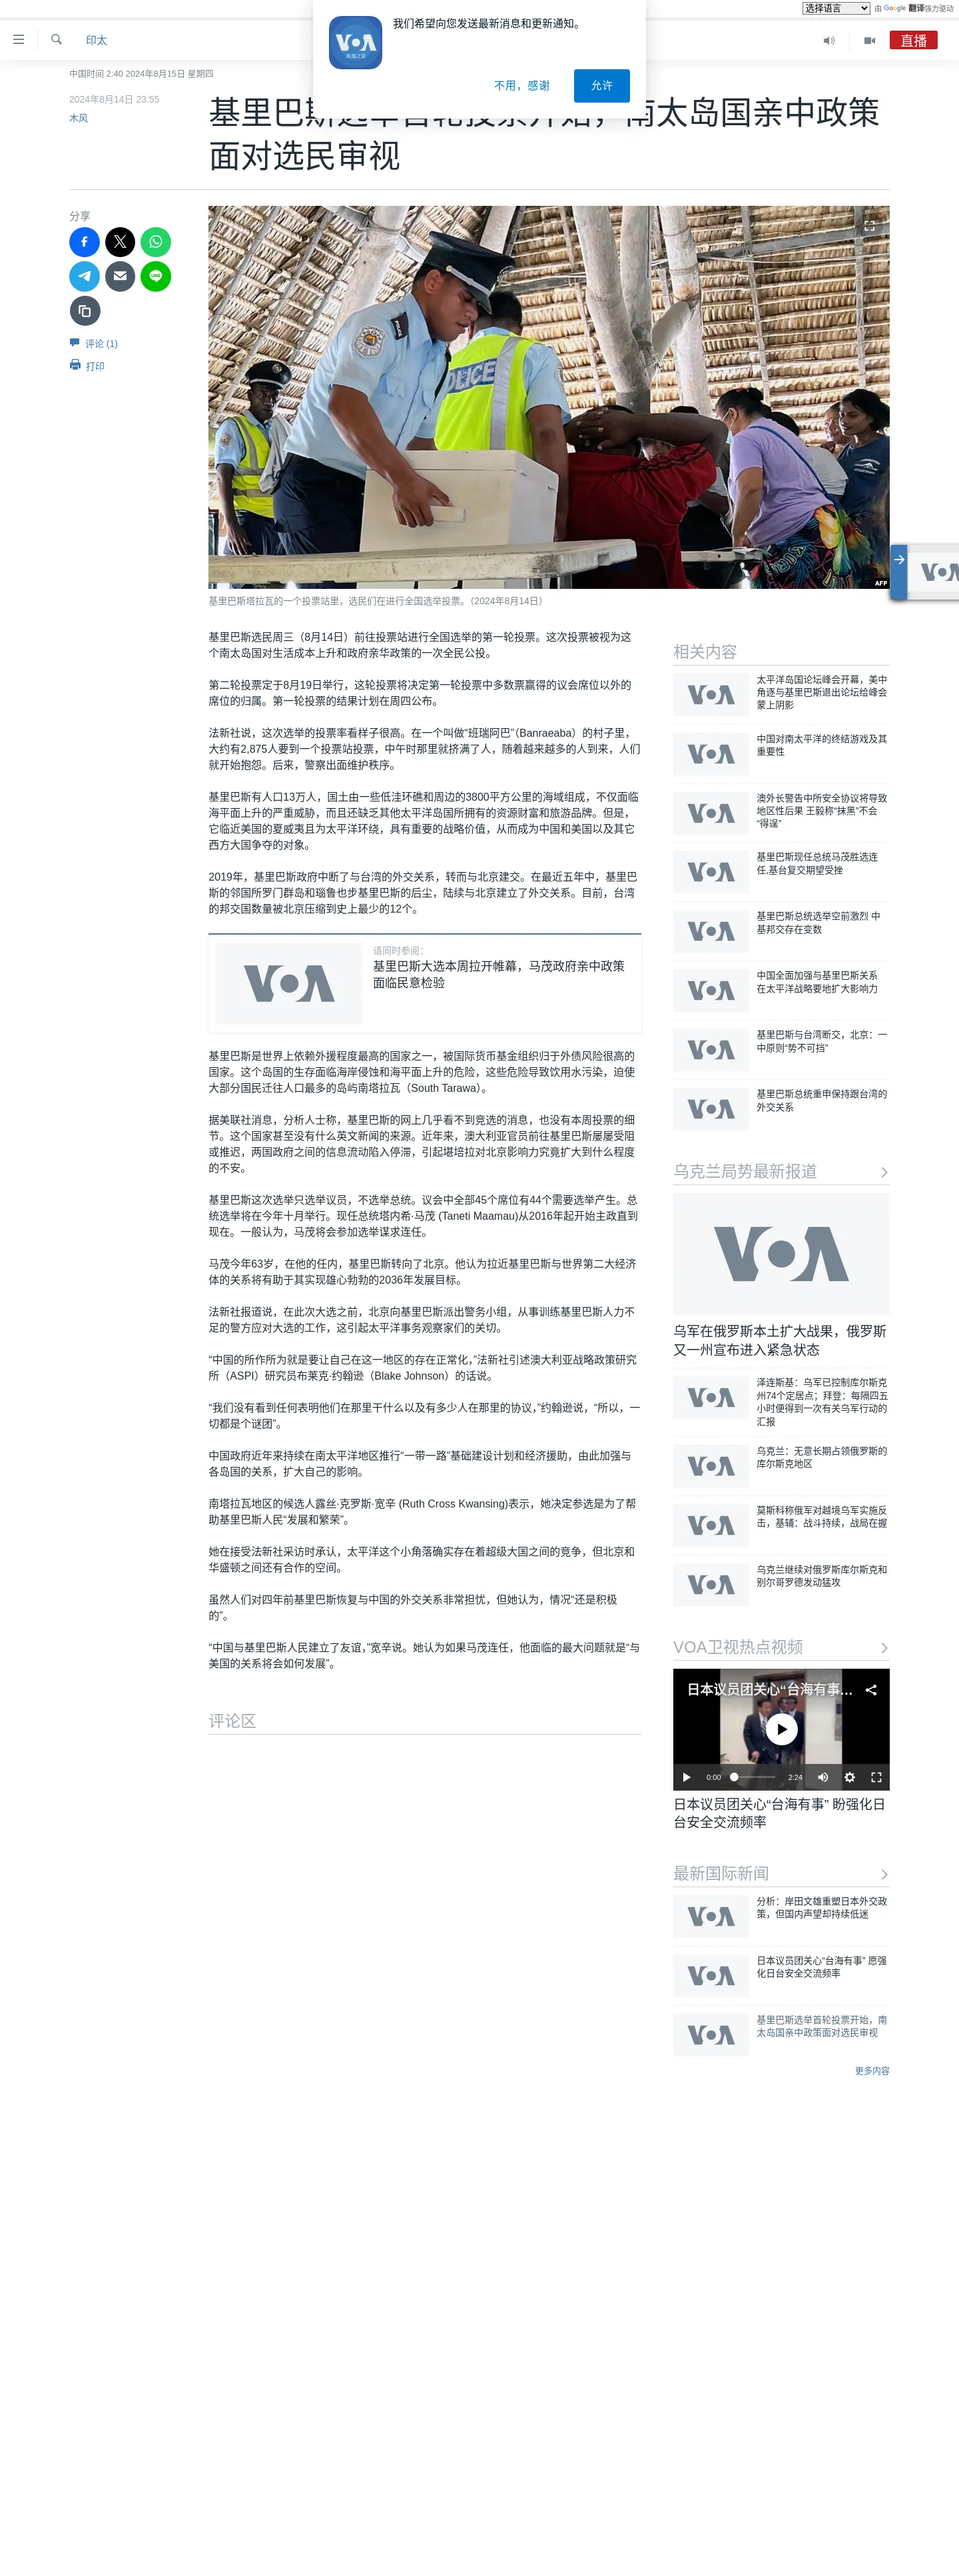 选择语言 由 Google 翻译强力驱动
我们希望向您发送最新消息和更新通知。
VOA
美国之音
不用，感谢
允许
印太
直播
中国时间 2:40 2024年8月15日 星期四
2024年8月14日 23:55
木风
南太岛国亲中政策
面对选民审视
分享
评论 (1)
打印
POLICE
POLICE
AFP
基里巴斯塔拉瓦的一个投票站里，选民们在进行全国选举投票。（2024年8月14日）
基里巴斯选民周三（8月14日）前往投票站进行全国选举的第一轮投票。这次投票被视为这
个南太岛国对生活成本上升和政府亲华政策的一次全民公投。
第二轮投票定于8月19日举行，这轮投票将决定第一轮投票中多数票赢得的议会席位以外的
席位的归属。第一轮投票的结果计划在周四公布。
法新社说，这次选举的投票率看样子很高。在一个叫做“班瑞阿巴”（Banraeaba）的村子里，
大约有2,875人要到一个投票站投票，中午时那里就挤满了人，随着越来越多的人到来，人们
就开始抱怨。后来，警察出面维护秩序。
基里巴斯有人口13万人，国土由一些低洼环礁和周边的3800平方公里的海域组成，不仅面临
海平面上升的严重威胁，而且还缺乏其他太平洋岛国所拥有的资源财富和旅游品牌。但是，
它临近美国的夏威夷且为太平洋环绕，具有重要的战略价值，从而成为中国和美国以及其它
西方大国争夺的对象。
2019年，基里巴斯政府中断了与台湾的外交关系，转而与北京建交。在最近五年中，基里巴
斯的邻国所罗门群岛和瑙鲁也步基里巴斯的后尘，陆续与北京建立了外交关系。目前，台湾
的邦交国数量被北京压缩到史上最少的12个。
VOA
请同时参阅：
基里巴斯大选本周拉开帷幕，马茂政府亲中政策
面临民意检验
基里巴斯是世界上依赖外援程度最高的国家之一，被国际货币基金组织归于外债风险很高的
国家。这个岛国的生存面临海岸侵蚀和海平面上升的危险，这些危险导致饮用水污染，迫使
大部分国民迁往人口最多的岛屿南塔拉瓦（South Tarawa）。
据美联社消息，分析人士称，基里巴斯的网上几乎看不到竞选的消息，也没有本周投票的细
节。这个国家甚至没有什么英文新闻的来源。近年来，澳大利亚官员前往基里巴斯屡屡受阻
或推迟，两国政府之间的信息流动陷入停滞，引起堪培拉对北京影响力究竟扩大到什么程度
的不安。
基里巴斯这次选举只选举议员，不选举总统。议会中全部45个席位有44个需要选举产生。总
统选举将在今年十月举行。现任总统塔内希·马茂 (Taneti Maamau)从2016年起开始主政直到
现在。一般认为，马茂将会参加选举谋求连任。
马茂今年63岁，在他的任内，基里巴斯转向了北京。他认为拉近基里巴斯与世界第二大经济
体的关系将有助于其实现雄心勃勃的2036年发展目标。
法新社报道说，在此次大选之前，北京向基里巴斯派出警务小组，从事训练基里巴斯人力不
足的警方应对大选的工作，这引起太平洋事务观察家们的关切。
“中国的所作所为就是要让自己在这一地区的存在正常化，”法新社引述澳大利亚战略政策研究
所（ASPI）研究员布莱克·约翰逊（Blake Johnson）的话说。
“我们没有看到任何表明他们在那里干什么以及有多少人在那里的协议，”约翰逊说，“所以，一
切都是个谜团”。
中国政府近年来持续在南太平洋地区推行“一带一路”基础建设计划和经济援助，由此加强与
各岛国的关系，扩大自己的影响。
南塔拉瓦地区的候选人露丝·克罗斯·宽辛 (Ruth Cross Kwansing)表示，她决定参选是为了帮
助基里巴斯人民“发展和繁荣”。
她在接受法新社采访时承认，太平洋这个小角落确实存在着超级大国之间的竞争，但北京和
华盛顿之间还有合作的空间。
虽然人们对四年前基里巴斯恢复与中国的外交关系非常担忧，但她认为，情况“还是积极
的”。
“中国与基里巴斯人民建立了友谊，”宽辛说。她认为如果马茂连任，他面临的最大问题就是“与
美国的关系将会如何发展”。
评论区
相关内容
太平洋岛国论坛峰会开幕，美中
角逐与基里巴斯退出论坛给峰会
蒙上阴影
中国对南太平洋的终结游戏及其
重要性
澳外长警告中所安全协议将导致
地区性后果 王毅称“抹黑”不会
“得逞”
基里巴斯现任总统马茂胜选连
任,基台复交期望受挫
基里巴斯总统选举空前激烈 中
基邦交存在变数
中国全面加强与基里巴斯关系
在太平洋战略要地扩大影响力
基里巴斯与台湾断交，北京：一
中原则“势不可挡”
基里巴斯总统重申保持跟台湾的
外交关系
乌克兰局势最新报道
VOA
乌军在俄罗斯本土扩大战果，俄罗斯
又一州宣布进入紧急状态
泽连斯基：乌军已控制库尔斯克
州74个定居点；拜登：每隔四五
小时便得到一次有关乌军行动的
汇报
乌克兰：无意长期占领俄罗斯的
库尔斯克地区
莫斯科称俄军对越境乌军实施反
击，基辅：战斗持续，战局在握
乌克兰继续对俄罗斯库尔斯克和
别尔哥罗德发动猛攻
VOA卫视热点视频
日本议员团关心“台海有事...
0:00 2:24
日本议员团关心“台海有事” 盼强化日
台安全交流频率
最新国际新闻
分析：岸田文雄重塑日本外交政
策，但国内声望却持续低迷
日本议员团关心“台海有事” 愿强
化日台安全交流频率
基里巴斯选举首轮投票开始，南
太岛国亲中政策面对选民审视
更多内容